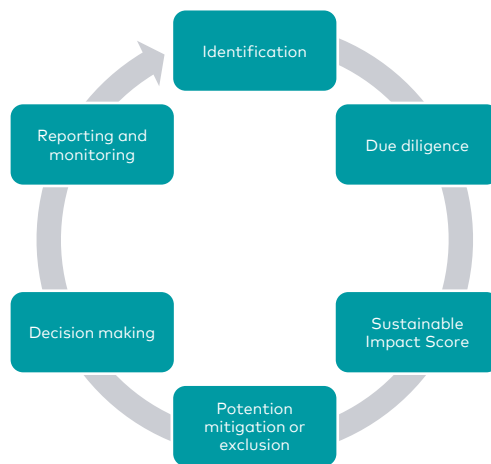 Identification
Due diligence
Sustainable
Impact Score
Potention
mitigation or
exclusion
Decision making
Reporting and
monitoring